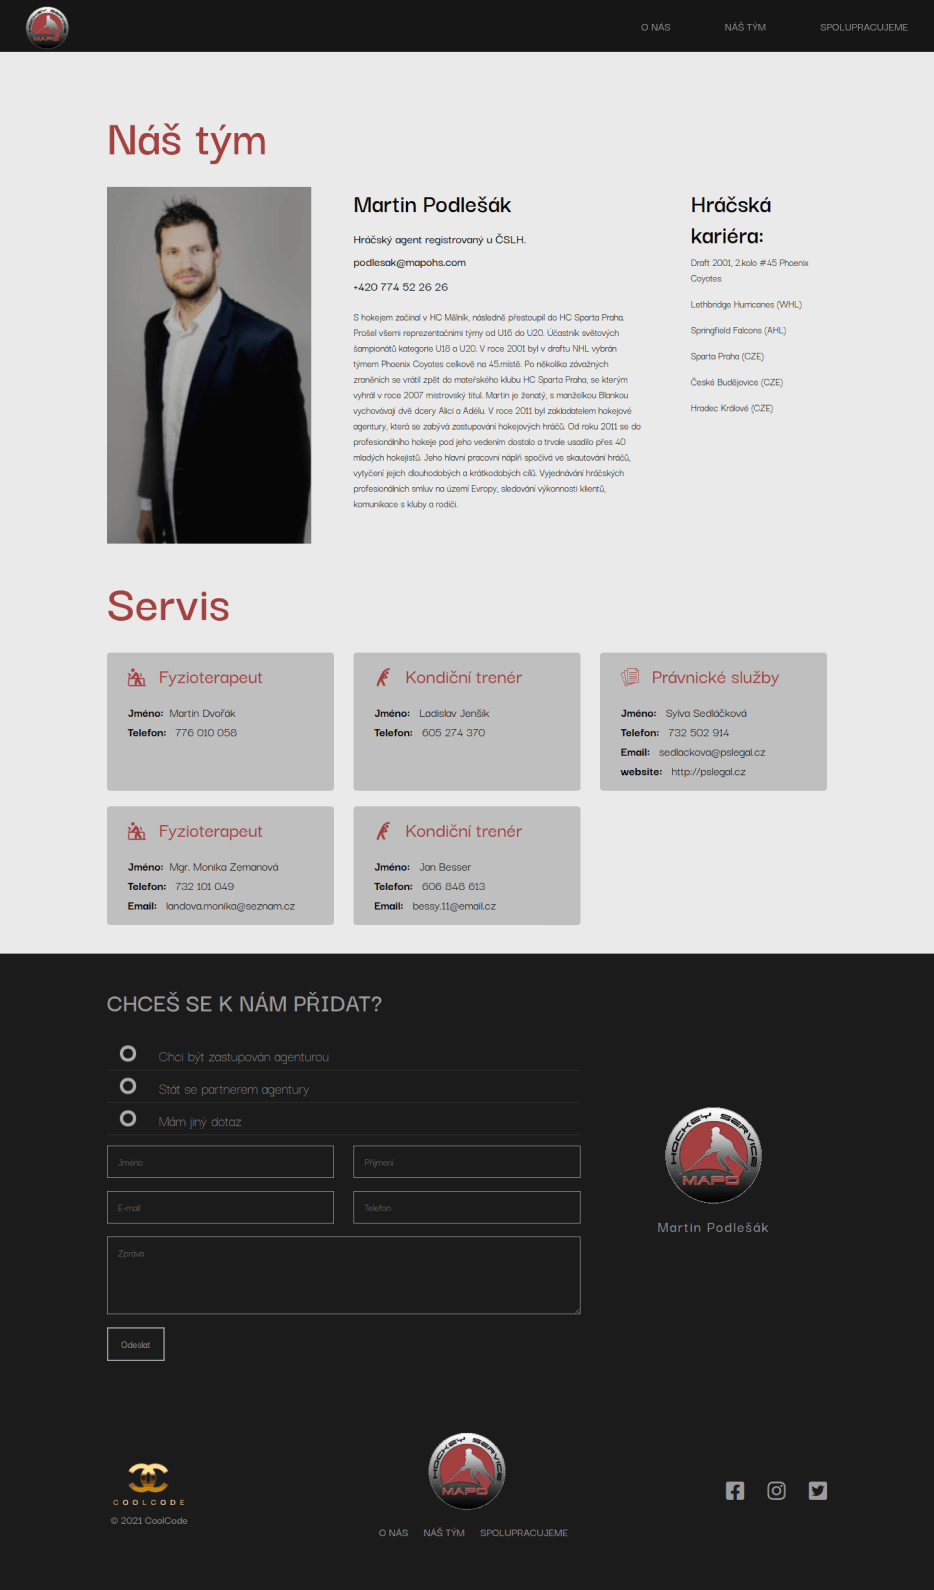 O NÁS
NÁŠ TÝM
SPOLUPRACUJEME
Náš tým
Martin Podlešák
Hráčský agent registrovaný u ČSLH.
podlesak@mapohs.com
+420 774 52 26 26
S hokejem začínal v HC Mělník, následně přestoupil do HC Sparta Praha.
Prošel všemi reprezentačními týmy od U16 do U20. Účastník světových
šampionátů kategorie U18 a U20. V roce 2001 byl v draftu NHL vybrán
týmem Phoenix Coyotes celkově na 45.místě. Po několika závažných
zraněních se vrátil zpět do mateřského klubu HC Sparta Praha, se kterým
vyhrál v roce 2007 mistrovský titul. Martin je ženatý, s manželkou Blankou
vychovávají dvě dcery Alici a Adélu. V roce 2011 byl zakladatelem hokejové
agentury, která se zabývá zastupování hokejových hráčů. Od roku 2011 se do
profesionálního hokeje pod jeho vedením dostalo a trvale usadilo přes 40
mladých hokejistů. Jeho hlavní pracovní náplň spočívá ve skautování hráčů,
vytyčení jejich dlouhodobých a krátkodobých cílů. Vyjednávání hráčských
profesionálních smluv na území Evropy, sledování výkonnosti klientů,
komunikace s kluby a rodiči.
Hráčská
kariéra:
Draft 2001, 2.kolo #45 Phoenix
Coyotes
Lethbridge Hurricanes (WHL)
Springfield Falcons (AHL)
Sparta Praha (CZE)
České Budějovice (CZE)
Hradec Králové (CZE)
Servis
Fyzioterapeut
Jméno: Martin Dvořák
Telefon: 776 010 058
Kondiční trenér
Jméno: Ladislav Jenšík
Telefon: 605 274 370
Právnické služby
Jméno: Sylva Sedláčková
Telefon: 732 502 914
Email: sedlackova@pslegal.cz
website: http://pslegal.cz
Fyzioterapeut
Jméno: Mgr. Monika Zemanová
Telefon: 732 101 049
Email: landova.monika@seznam.cz
Kondiční trenér
Jméno: Jan Besser
Telefon: 606 848 613
Email: bessy.11@email.cz
CHCEŠ SE K NÁM PŘIDAT?
Chci být zastupován agenturou
Stát se partnerem agentury
Mám jiný dotaz
Jméno
Příjmení
E-mail
Telefon
Zpráva
Odeslat
HOCKEY SERVICE
MAPO
Martin Podlešák
COOLCODE
© 2021 CoolCode
HOCKEY SERVICE
MAPO
O NÁS
NÁŠ TÝM
SPOLUPRACUJEME